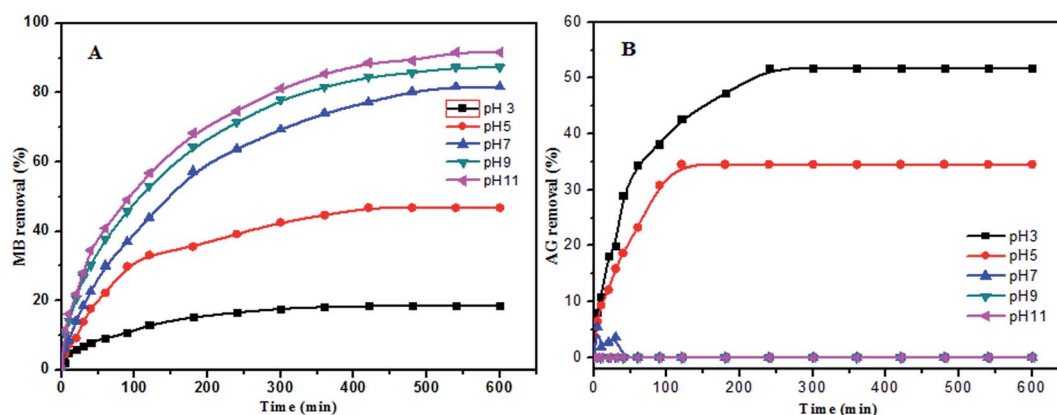 A
MB removal (%)
100
80
60
40
20
0
pH 3
pH5
pH7
pH9
pH11
0 100 200 300 400 500 600
Time (min)
B
AG removal (%)
60
50
40
30
20
10
0
pH3
pH5
pH7
pH9
pH11
0 100 200 300 400 500 600
Time (min)